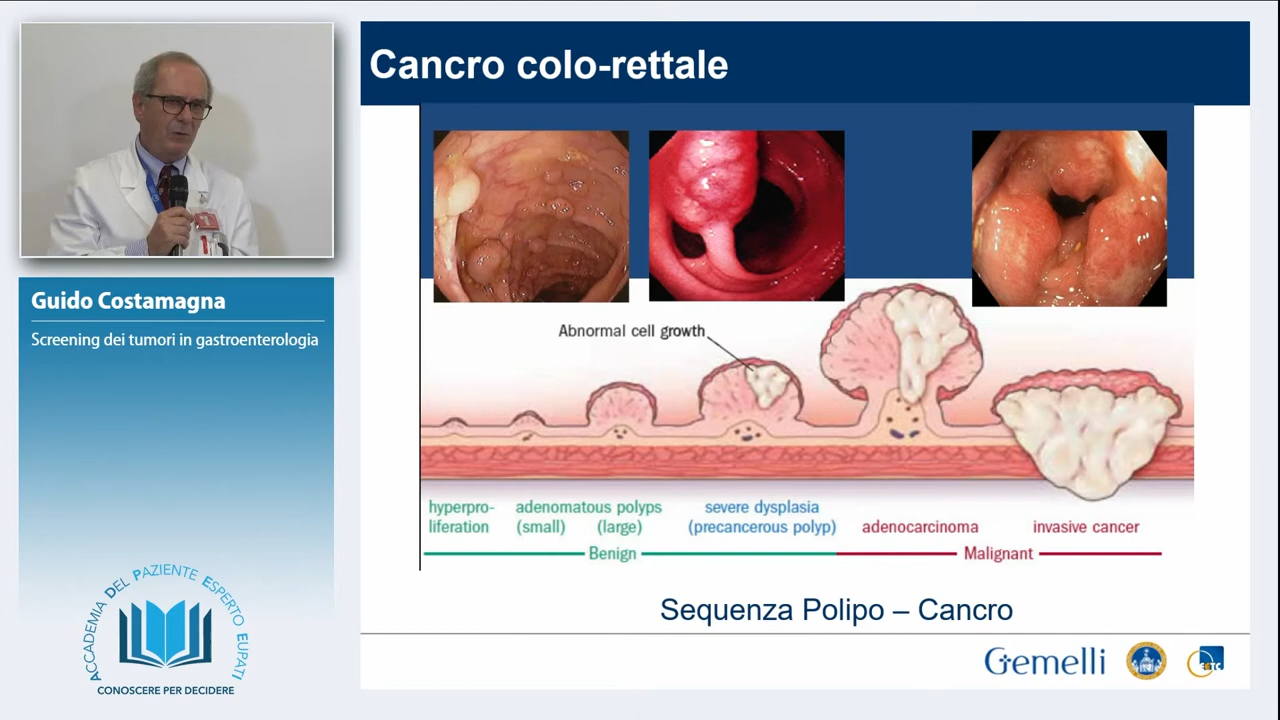 Cancro colo-rettale
Guido Costamagna
Screening dei tumori in gastroenterologia
Abnormal cell growth
hyperpro-
liferation
adenomatous polyps
(small) (large)
severe dysplasia
(precancerous polyp)
adenocarcinoma
invasive cancer
Benign
Malignant
Sequenza Polipo – Cancro
ACCADEMIA DEL PAZIENTE ESPERTO EUPATI
CONOSCERE PER DECIDERE
Gemelli